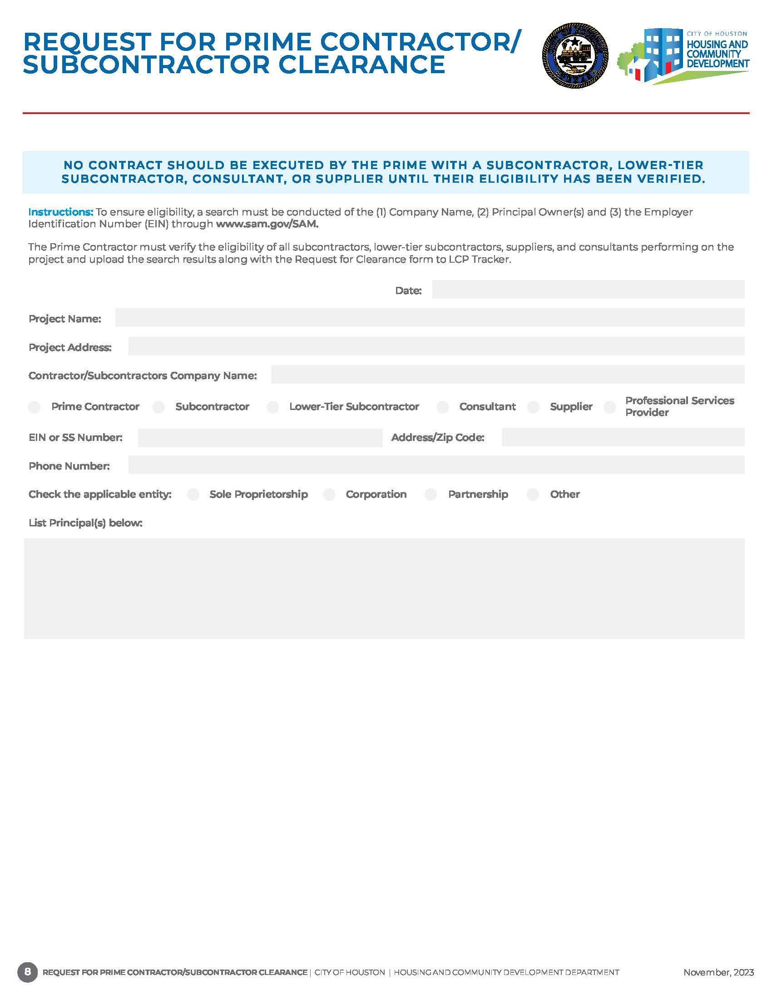 REQUEST FOR PRIME CONTRACTOR/
SUBCONTRACTOR CLEARANCE
CITY OF HOUSTON
TEXAS
CITY OF HOUSTON
HOUSING AND
COMMUNITY
DEVELOPMENT
NO CONTRACT SHOULD BE EXECUTED BY THE PRIME WITH A SUBCONTRACTOR, LOWER-TIER
SUBCONTRACTOR, CONSULTANT, OR SUPPLIER UNTIL THEIR ELIGIBILITY HAS BEEN VERIFIED.
Instructions: To ensure eligibility, a search must be conducted of the (1) Company Name, (2) Principal Owner(s) and (3) the Employer
Identification Number (EIN) through www.sam.gov/SAM.
The Prime Contractor must verify the eligibility of all subcontractors, lower-tier subcontractors, suppliers, and consultants performing on the
project and upload the search results along with the Request for Clearance form to LCP Tracker.
Date:
Project Name:
Project Address:
Contractor/Subcontractors Company Name:
Prime Contractor Subcontractor Lower-Tier Subcontractor Consultant Supplier Professional Services
Provider
EIN or SS Number: Address/Zip Code:
Phone Number:
Check the applicable entity: Sole Proprietorship Corporation Partnership Other
List Principal(s) below:
8 REQUEST FOR PRIME CONTRACTOR/SUBCONTRACTOR CLEARANCE | CITY OF HOUSTON | HOUSING AND COMMUNITY DEVELOPMENT DEPARTMENT November, 2023